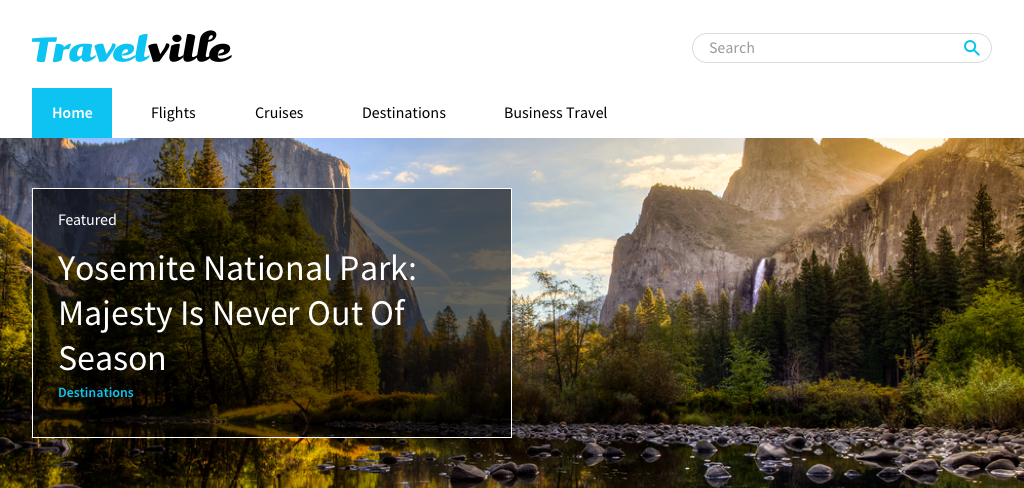 Travelville
Search
Home
Flights
Cruises
Destinations
Business Travel
Featured
Yosemite National Park:
Majesty Is Never Out Of
Season
Destinations